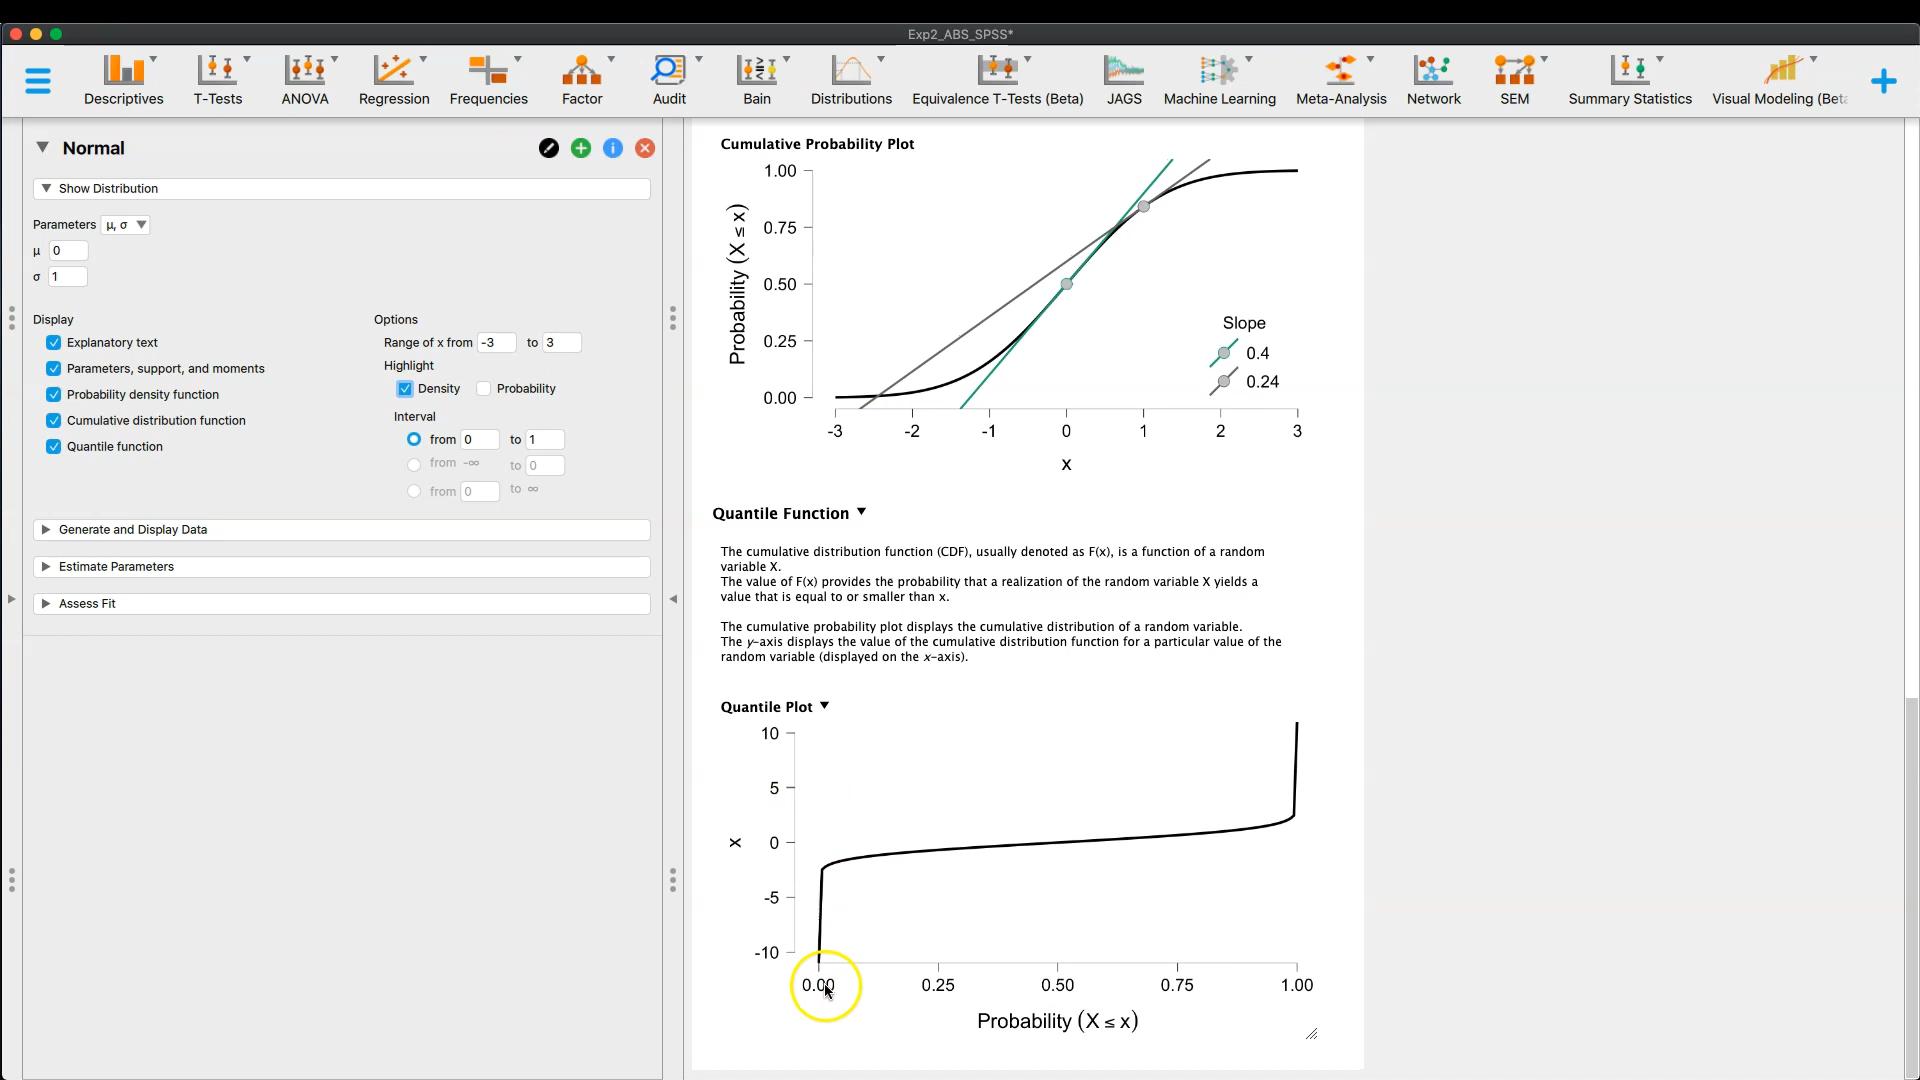 Exp2_ABS_SPSS*
Descriptives
T-Tests
ANOVA
Regression
Frequencies
Factor
Audit
Bain
Distributions
Equivalence T-Tests (Beta)
JAGS
Machine Learning
Meta-Analysis
Network
SEM
Summary Statistics
Visual Modeling (Beta
Normal
Show Distribution
Parameters μ, σ
μ 0
σ 1
Display
Explanatory text
Parameters, support, and moments
Probability density function
Cumulative distribution function
Quantile function
Options
Range of x from -3 to 3
Highlight
Density Probability
Interval
from 0 to 1
from -∞ to 0
from 0 to ∞
Generate and Display Data
Estimate Parameters
Assess Fit
Cumulative Probability Plot
1.00
0.75
0.50
0.25
0.00
Probability (X ≤ x)
Slope
0.4
0.24
-3 -2 -1 0 1 2 3
x
Quantile Function
The cumulative distribution function (CDF), usually denoted as F(x), is a function of a random
variable X.
The value of F(x) provides the probability that a realization of the random variable X yields a
value that is equal to or smaller than x.
The cumulative probability plot displays the cumulative distribution of a random variable.
The y-axis displays the value of the cumulative distribution function for a particular value of the
random variable (displayed on the x-axis).
Quantile Plot
10
5
0
-5
-10
x
0.00 0.25 0.50 0.75 1.00
Probability (X ≤ x)